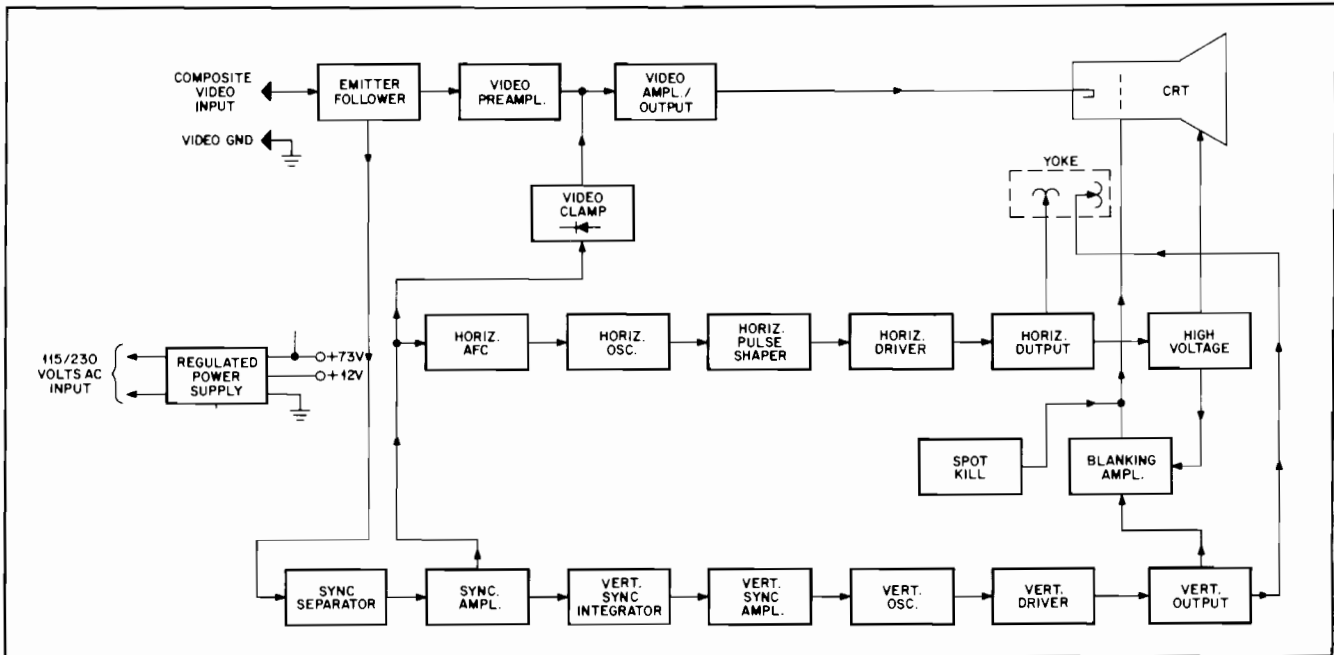 COMPOSITE
VIDEO
INPUT
EMITTER
FOLLOWER
VIDEO
PREAMPL.
VIDEO
AMPL./
OUTPUT
CRT
VIDEO GND
YOKE
VIDEO
CLAMP
115/230
VOLTS AC
INPUT
REGULATED
POWER
SUPPLY
+73V
+12V
HORIZ.
AFC
HORIZ.
OSC.
HORIZ.
PULSE
SHAPER
HORIZ.
DRIVER
HORIZ.
OUTPUT
HIGH
VOLTAGE
SPOT
KILL
BLANKING
AMPL.
SYNC
SEPARATOR
SYNC.
AMPL.
VERT.
SYNC
INTEGRATOR
VERT.
SYNC
AMPL.
VERT.
OSC.
VERT.
DRIVER
VERT.
OUTPUT